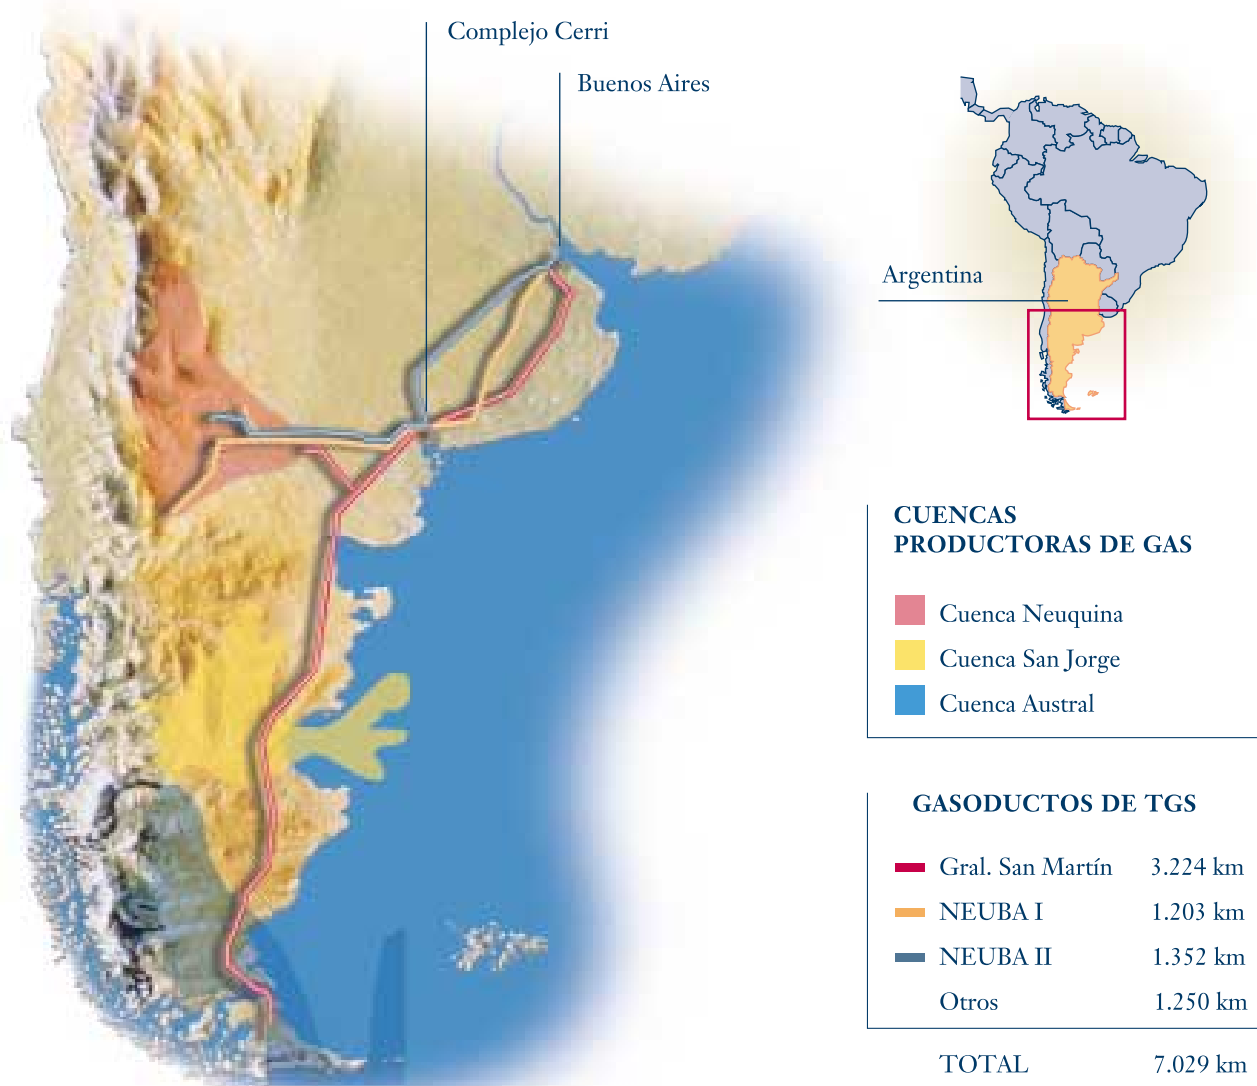 Complejo Cerri
Buenos Aires
Argentina
CUENCAS
PRODUCTORAS DE GAS
Cuenca Neuquina
Cuenca San Jorge
Cuenca Austral
GASODUCTOS DE TGS
Gral. San Martín 3.224 km
NEUBA I 1.203 km
NEUBA II 1.352 km
Otros 1.250 km
TOTAL 7.029 km